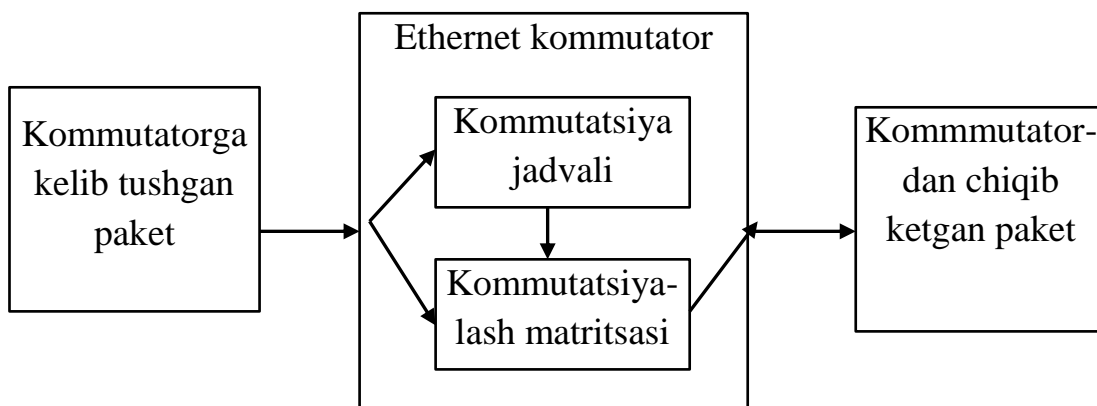 Ethernet kommutator
Kommutatorga
kelib tushgan
paket
Kommutatsiya
jadvali
Kommutatsiya-
lash matritsasi
Kommmutator-
dan chiqib
ketgan paket